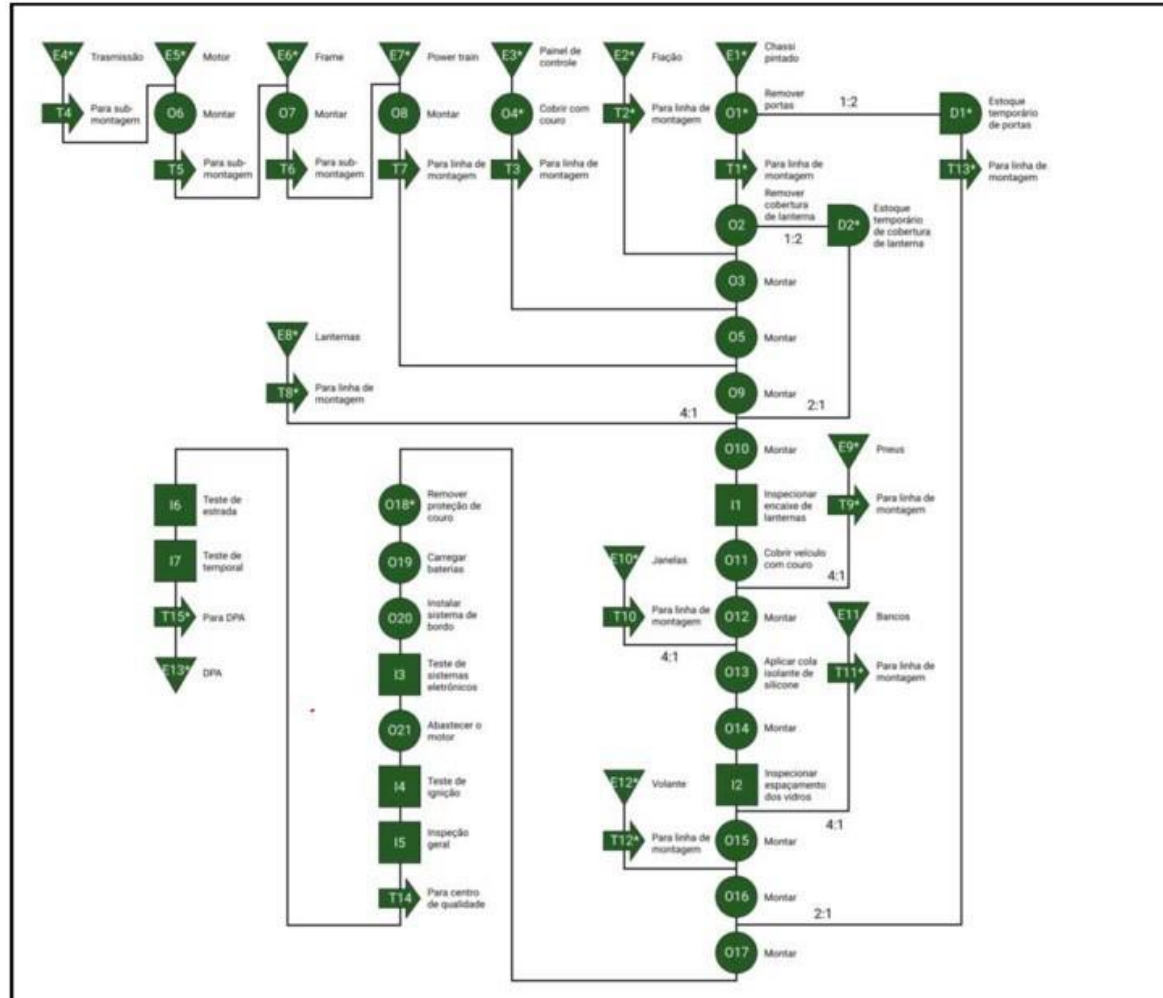 E4*
Trasmissão
E5*
Motor
E6*
Frame
E7*
Power train
E3*
Painel de
controle
E2*
Fiação
E1*
Chassi
pintado
T4
Para sub-
montagem
O6
Montar
O7
Montar
O8
Montar
O4*
Cobrir com
couro
T2*
Para linha de
montagem
O1*
Remover
portas
1:2
D1*
Estoque
temporário
de portas
T5
Para sub-
montagem
T6
Para sub-
montagem
T7
Para linha de
montagem
T3
Para linha de
montagem
T1*
Para linha de
montagem
T13*
Para linha de
montagem
O2
Remover
cobertura
de lanterna
1:2
D2*
Estoque
temporário
de cobertura
de lanterna
O3
Montar
E8*
Lanternas
O5
Montar
T8*
Para linha de
montagem
O9
Montar
4:1
2:1
O10
Montar
E9*
Pneus
I6
Teste de
estrada
O18*
Remover
proteção de
couro
I1
Inspecionar
encaixe de
lanternas
T9*
Para linha de
montagem
I7
Teste de
temporal
O19
Carregar
baterias
E10*
Janelas
O11
Cobrir veículo
com couro
4:1
T15*
Para DPA
O20
Instalar
sistema de
bordo
T10
Para linha de
montagem
O12
Montar
E11
Bancos
4:1
E13*
DPA
I3
Teste de
sistemas
eletrônicos
O13
Aplicar cola
isolante de
silicone
T11*
Para linha de
montagem
O21
Abastecer o
motor
O14
Montar
I4
Teste de
ignição
E12*
Volante
I2
Inspecionar
espaçamento
dos vidros
4:1
I5
Inspeção
geral
T12*
Para linha de
montagem
O15
Montar
T14
Para centro
de qualidade
O16
Montar
2:1
O17
Montar